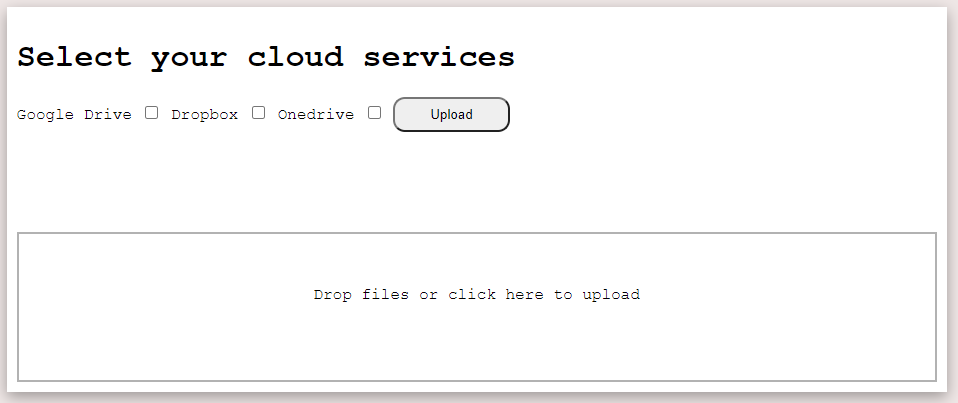 Select your cloud services
Google Drive Dropbox Onedrive Upload
Drop files or click here to upload